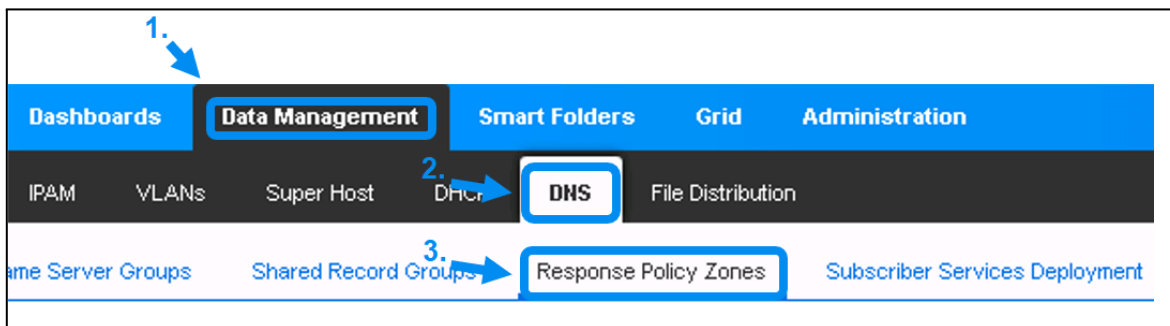 1.
Dashboards Data Management Smart Folders Grid Administration
2.
IPAM VLANs Super Host DHCP DNS File Distribution
3.
ame Server Groups Shared Record Groups Response Policy Zones Subscriber Services Deployment